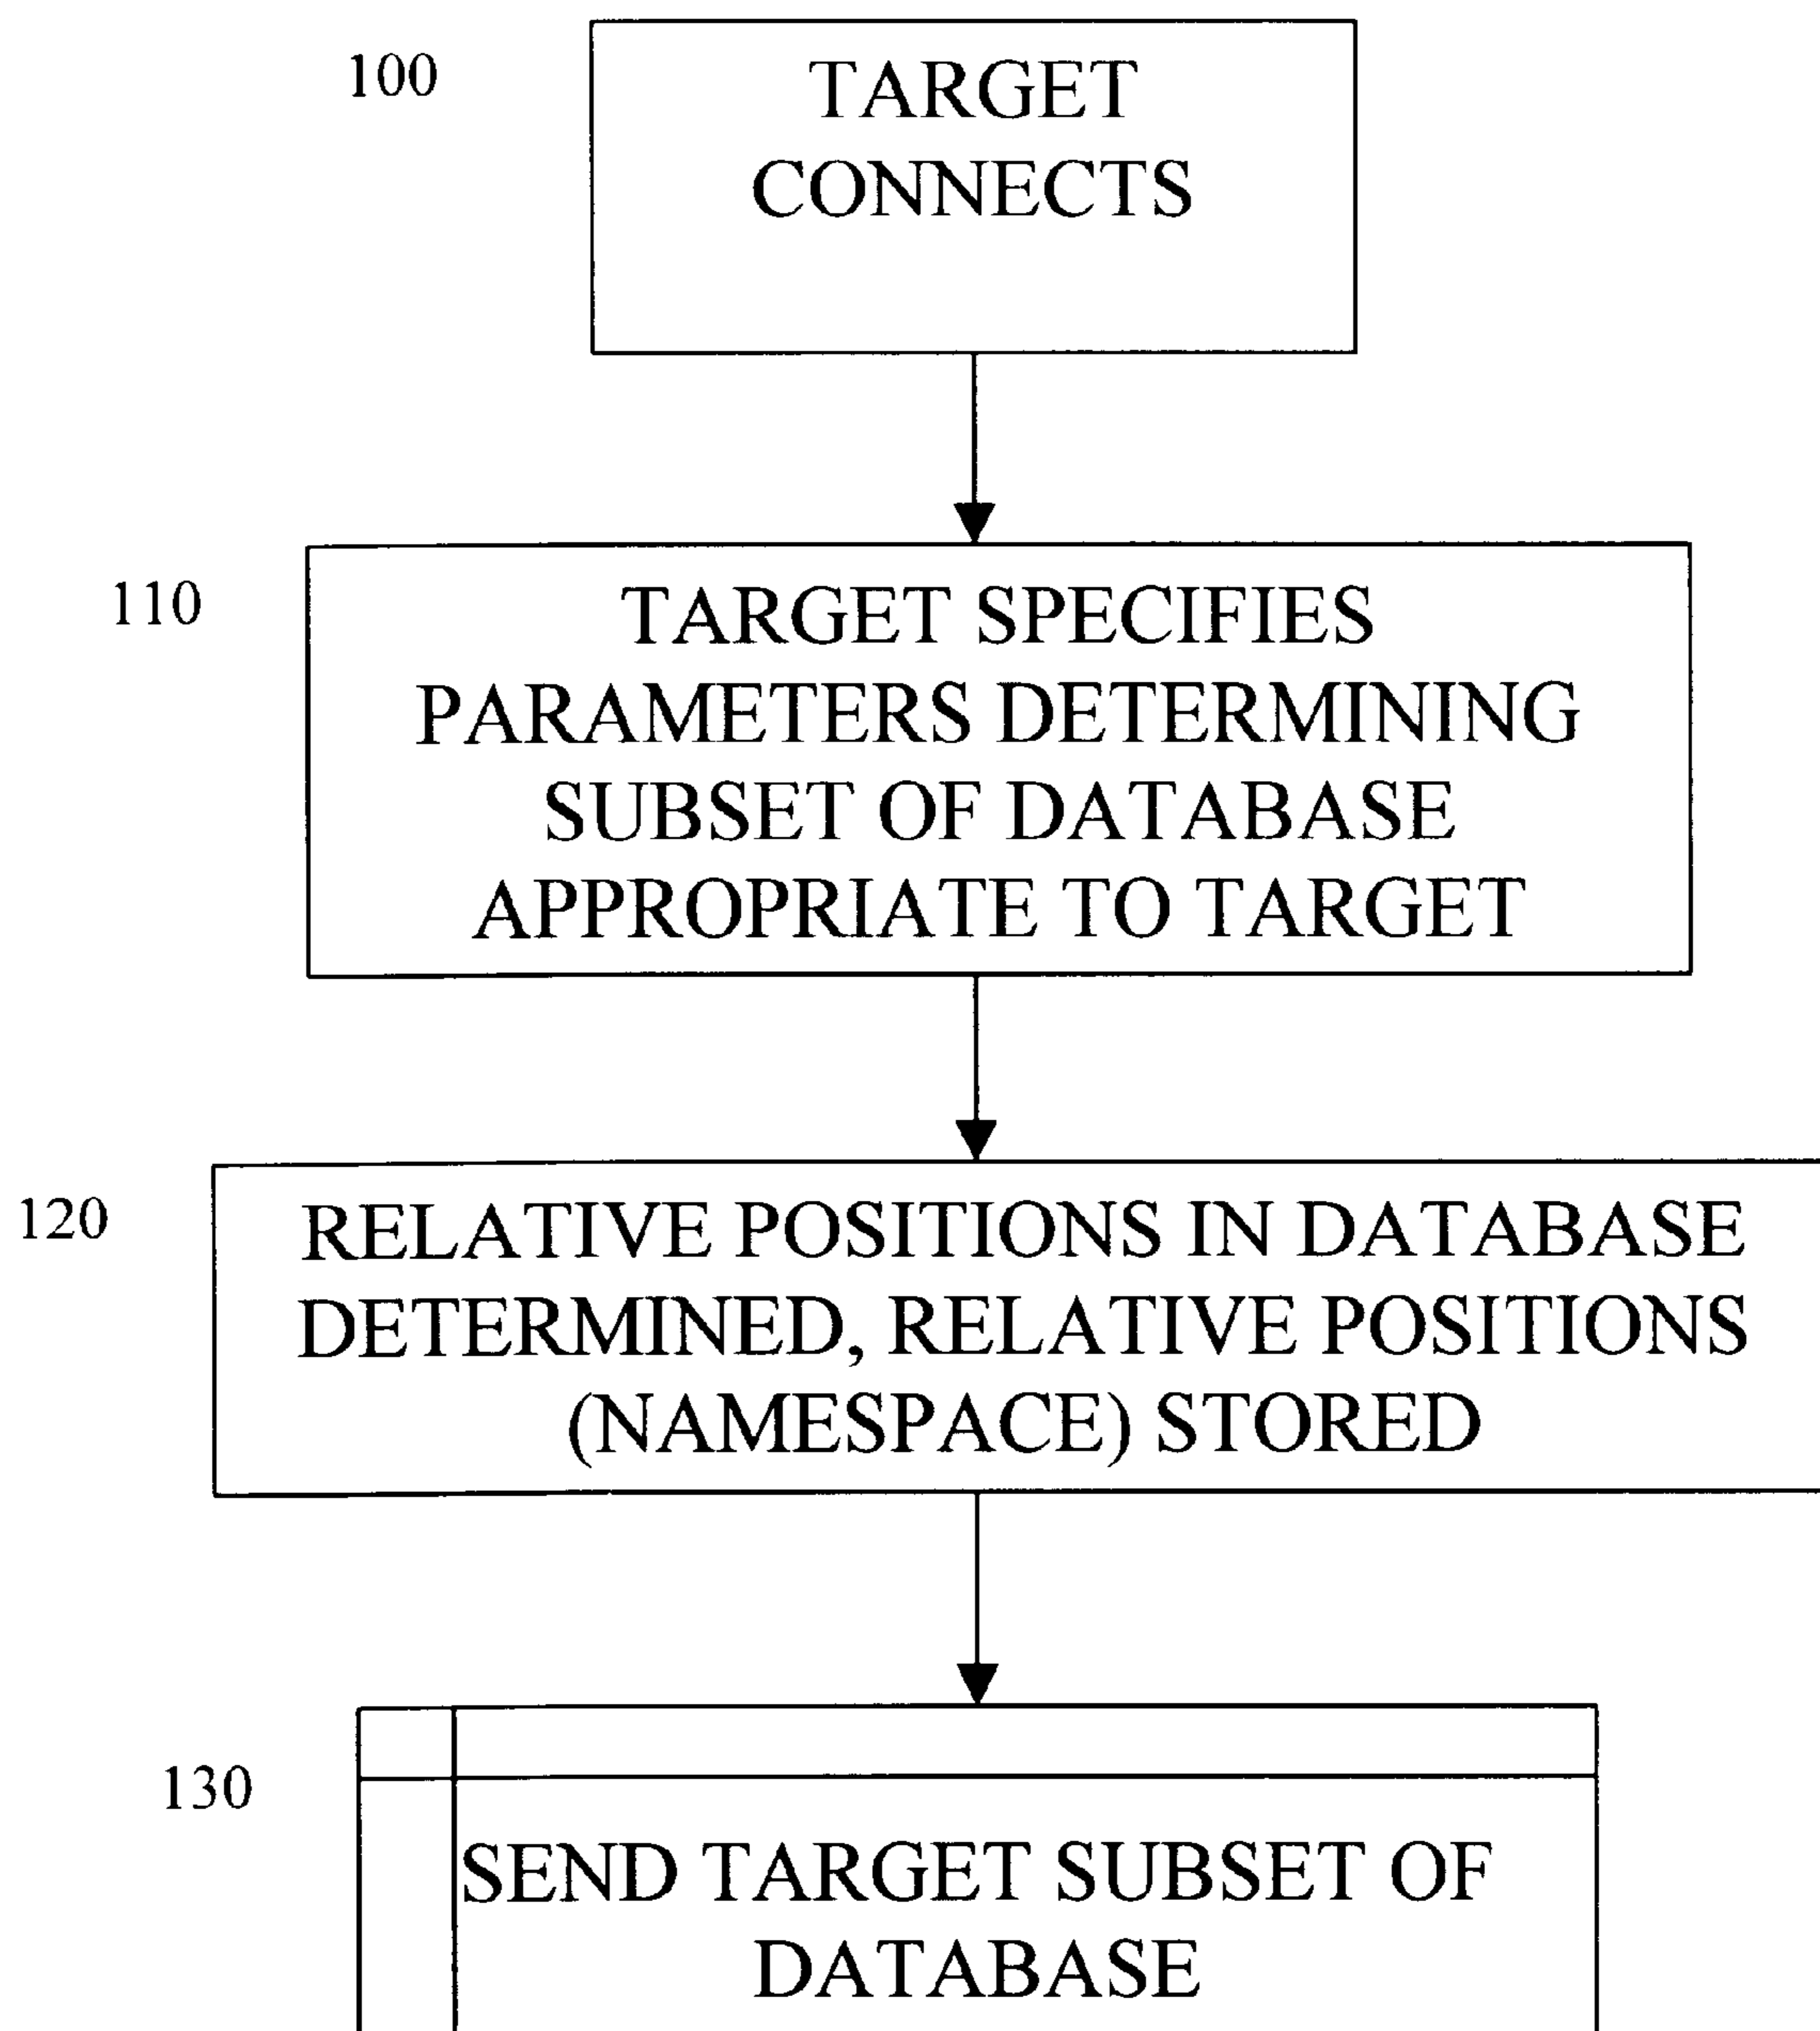 100
TARGET
CONNECTS
110
TARGET SPECIFIES
PARAMETERS DETERMINING
SUBSET OF DATABASE
APPROPRIATE TO TARGET
120
RELATIVE POSITIONS IN DATABASE
DETERMINED, RELATIVE POSITIONS
(NAMESPACE) STORED
130
SEND TARGET SUBSET OF
DATABASE